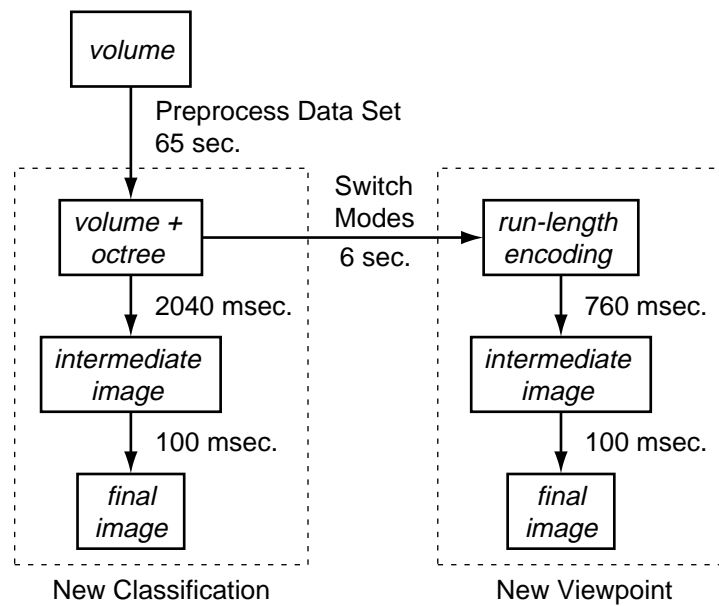 volume
Preprocess Data Set
65 sec.
volume +
octree
2040 msec.
intermediate
image
100 msec.
final
image
New Classification
Switch
Modes
6 sec.
run-length
encoding
760 msec.
intermediate
image
100 msec.
final
image
New Viewpoint